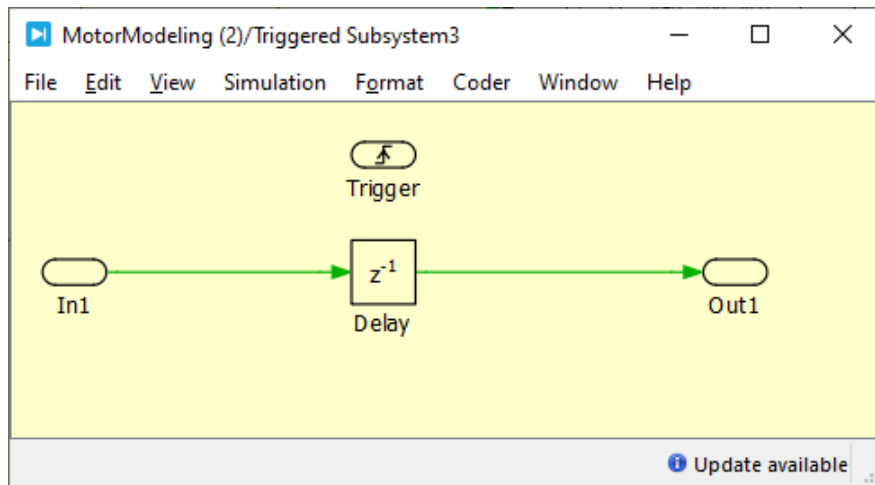 MotorModeling (2)/Triggered Subsystem3
File Edit View Simulation Format Coder Window Help
Trigger
z-1
In1
Delay
Out1
Update available